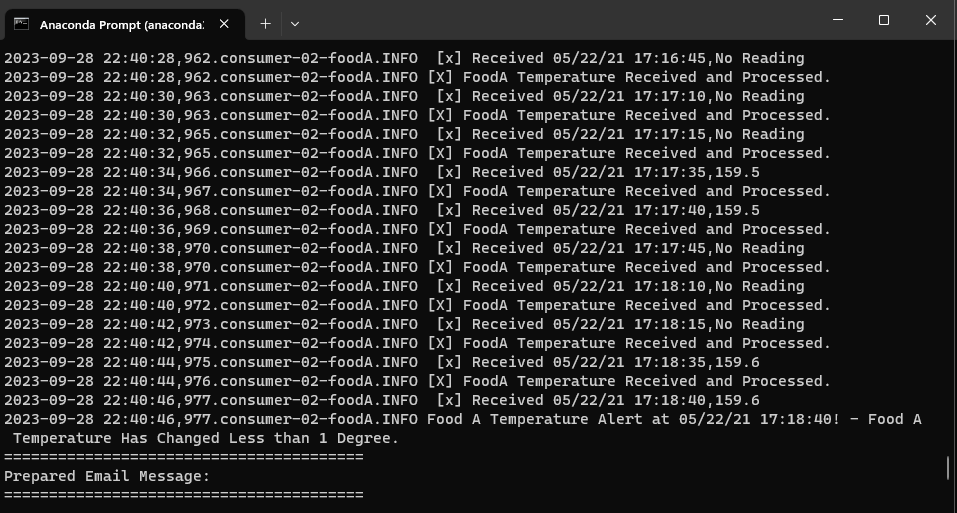 Anaconda Prompt (anaconda
2023-09-28 22:40:28,962.consumer-02-foodA.INFO  [x] Received 05/22/21 17:16:45,No Reading
2023-09-28 22:40:28,962.consumer-02-foodA.INFO [X] FoodA Temperature Received and Processed.
2023-09-28 22:40:30,963.consumer-02-foodA.INFO  [x] Received 05/22/21 17:17:10,No Reading
2023-09-28 22:40:30,963.consumer-02-foodA.INFO [X] FoodA Temperature Received and Processed.
2023-09-28 22:40:32,965.consumer-02-foodA.INFO  [x] Received 05/22/21 17:17:15,No Reading
2023-09-28 22:40:32,965.consumer-02-foodA.INFO [X] FoodA Temperature Received and Processed.
2023-09-28 22:40:34,966.consumer-02-foodA.INFO  [x] Received 05/22/21 17:17:35,159.5
2023-09-28 22:40:34,967.consumer-02-foodA.INFO [X] FoodA Temperature Received and Processed.
2023-09-28 22:40:36,968.consumer-02-foodA.INFO  [x] Received 05/22/21 17:17:40,159.5
2023-09-28 22:40:36,969.consumer-02-foodA.INFO [X] FoodA Temperature Received and Processed.
2023-09-28 22:40:38,970.consumer-02-foodA.INFO  [x] Received 05/22/21 17:17:45,No Reading
2023-09-28 22:40:38,970.consumer-02-foodA.INFO [X] FoodA Temperature Received and Processed.
2023-09-28 22:40:40,971.consumer-02-foodA.INFO  [x] Received 05/22/21 17:18:10,No Reading
2023-09-28 22:40:40,972.consumer-02-foodA.INFO [X] FoodA Temperature Received and Processed.
2023-09-28 22:40:42,973.consumer-02-foodA.INFO  [x] Received 05/22/21 17:18:15,No Reading
2023-09-28 22:40:42,974.consumer-02-foodA.INFO [X] FoodA Temperature Received and Processed.
2023-09-28 22:40:44,975.consumer-02-foodA.INFO  [x] Received 05/22/21 17:18:35,159.6
2023-09-28 22:40:44,976.consumer-02-foodA.INFO [X] FoodA Temperature Received and Processed.
2023-09-28 22:40:46,977.consumer-02-foodA.INFO  [x] Received 05/22/21 17:18:40,159.6
2023-09-28 22:40:46,977.consumer-02-foodA.INFO Food A Temperature Alert at 05/22/21 17:18:40! - Food A
 Temperature Has Changed Less than 1 Degree.
========================================
Prepared Email Message:
========================================